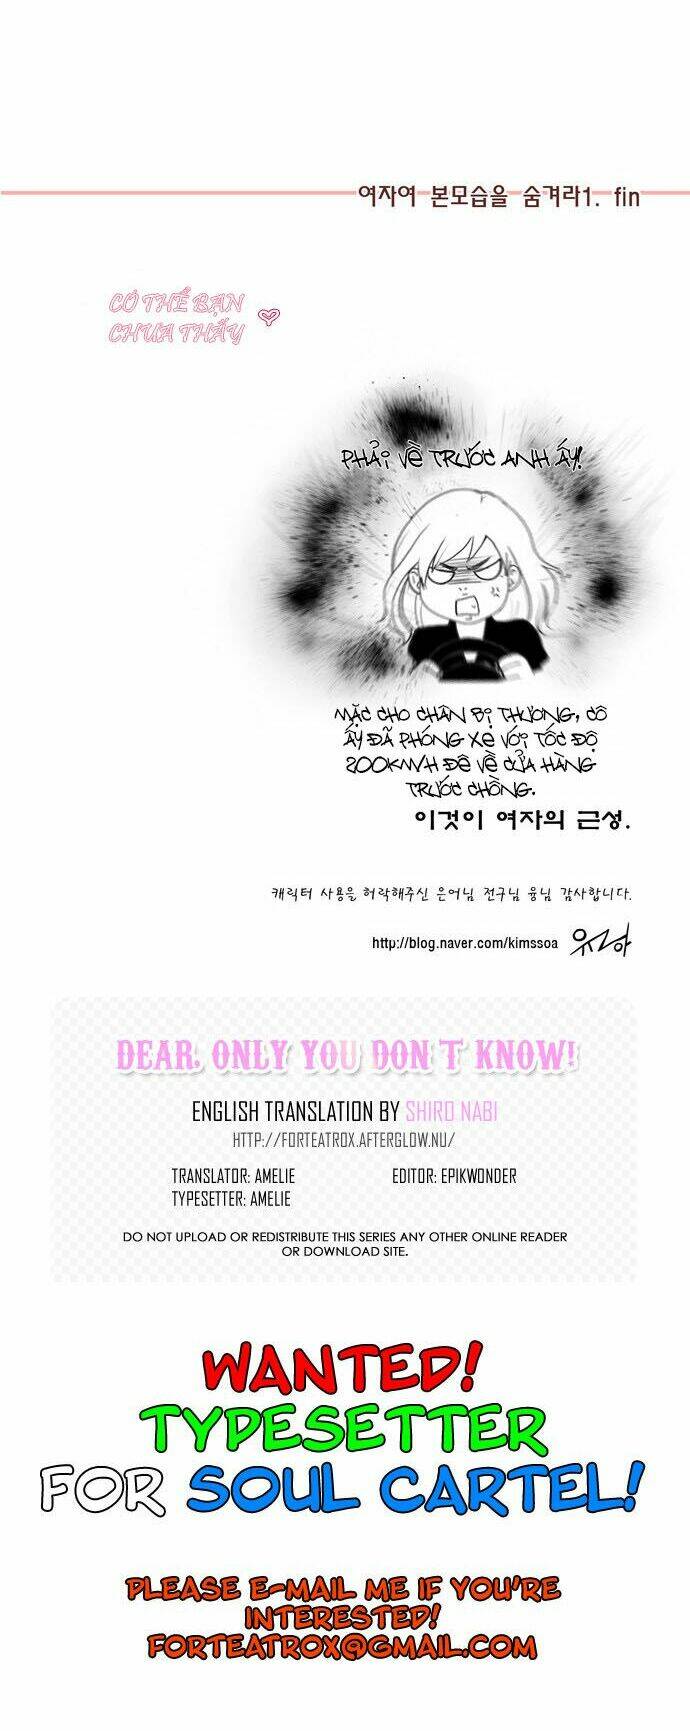 여자여 본모습을 숨겨라1. fin
CÓ THỂ BẠN
CHƯA THẤY
PHẢI VỀ TRƯỚC ANH ẤY!
MẶC CHO CHÂN BỊ THƯƠNG, CÔ
ẤY ĐÃ PHÓNG XE VỚI TỐC ĐỘ
200KM/H ĐÊ VỀ CỬA HÀNG
TRƯỚC CHỒNG.
이것이 여자의 근성.
캐릭터 사용을 허락해주신 은어님 전구님 웅님 감사합니다.
http://blog.naver.com/kimssoa
DEAR, ONLY YOU DON'T KNOW!
ENGLISH TRANSLATION BY SHIRO NABI
HTTP://FORTEATROX.AFTERGLOW.NU/
TRANSLATOR: AMELIE EDITOR: EPIKWONDER
TYPESETTER: AMELIE
DO NOT UPLOAD OR REDISTRIBUTE THIS SERIES ANY OTHER ONLINE READER
OR DOWNLOAD SITE.
WANTED!
TYPESETTER
FOR SOUL CARTEL!
PLEASE E-MAIL ME IF YOU'RE
INTERESTED!
FORTEATROX@GMAIL.COM